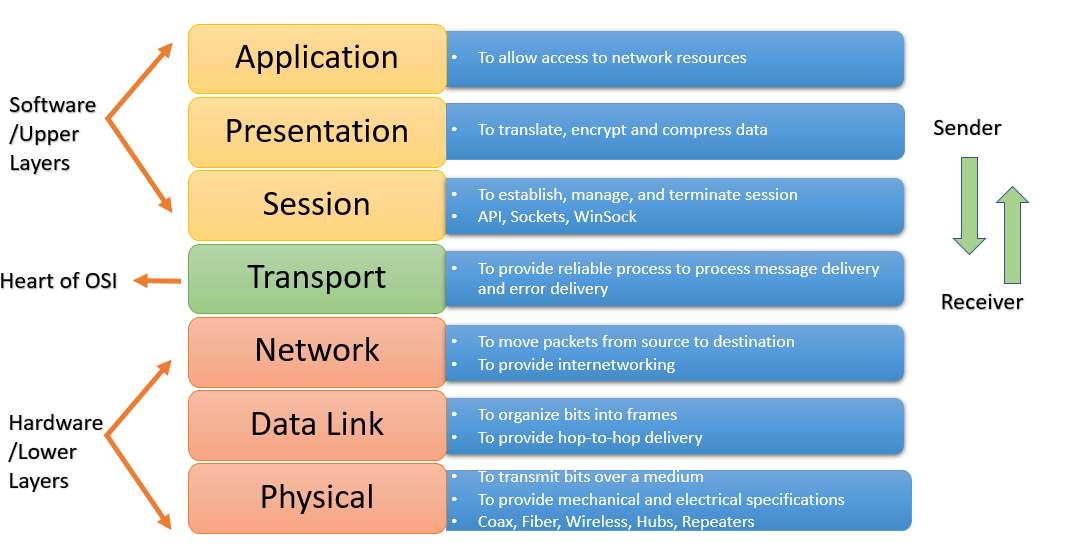 Application
• To allow access to network resources
Presentation
• To translate, encrypt and compress data
Software
/Upper
Layers
Session
• To establish, manage, and terminate session
• API, Sockets, WinSock
Sender
Heart of OSI
Transport
• To provide reliable process to process message delivery
and error delivery
Receiver
Network
• To move packets from source to destination
• To provide internetworking
Hardware
/Lower
Layers
Data Link
• To organize bits into frames
• To provide hop-to-hop delivery
Physical
• To transmit bits over a medium
• To provide mechanical and electrical specifications
• Coax, Fiber, Wireless, Hubs, Repeaters